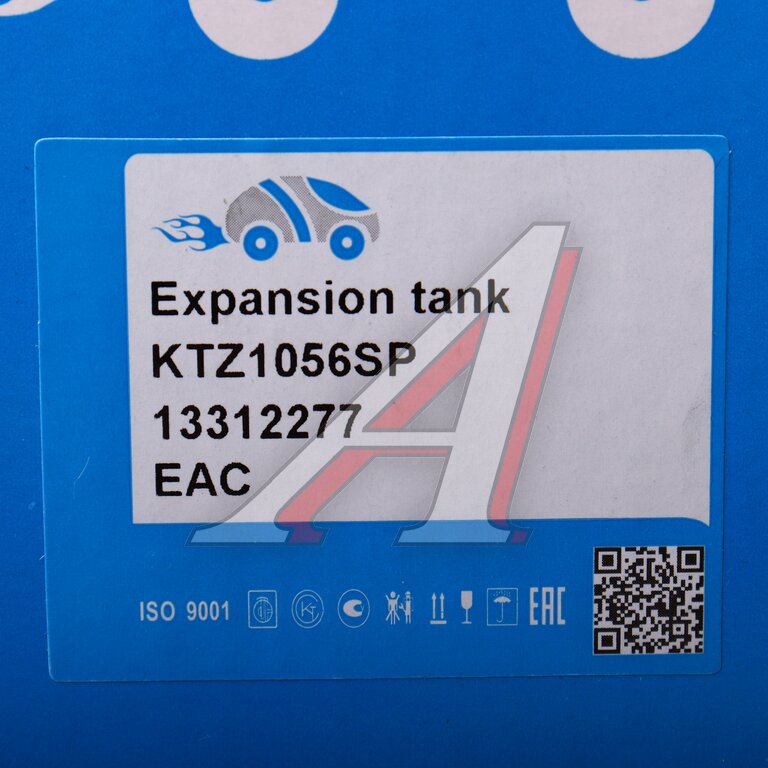 Expansion tank
KTZ1056SP
13312277
EAC
ISO 9001 EAC